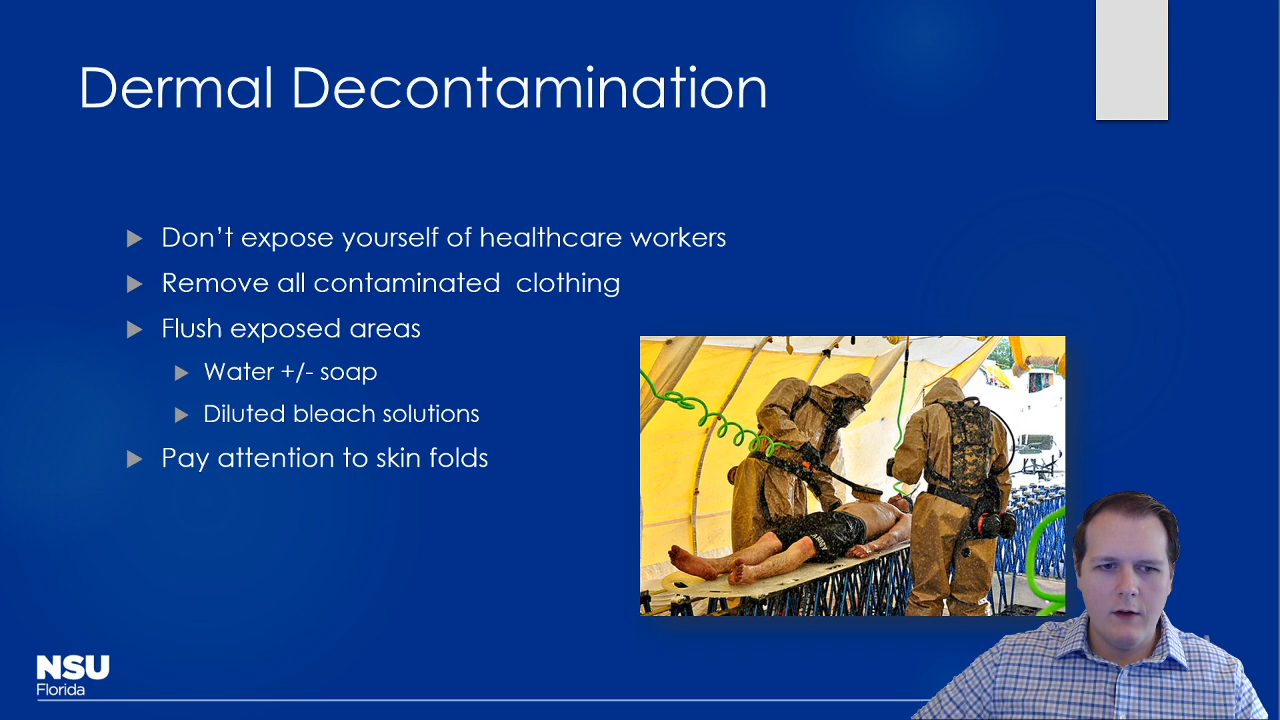 Dermal Decontamination
Don't expose yourself of healthcare workers
Remove all contaminated  clothing
Flush exposed areas
Water +/- soap
Diluted bleach solutions
Pay attention to skin folds
NSU
Florida